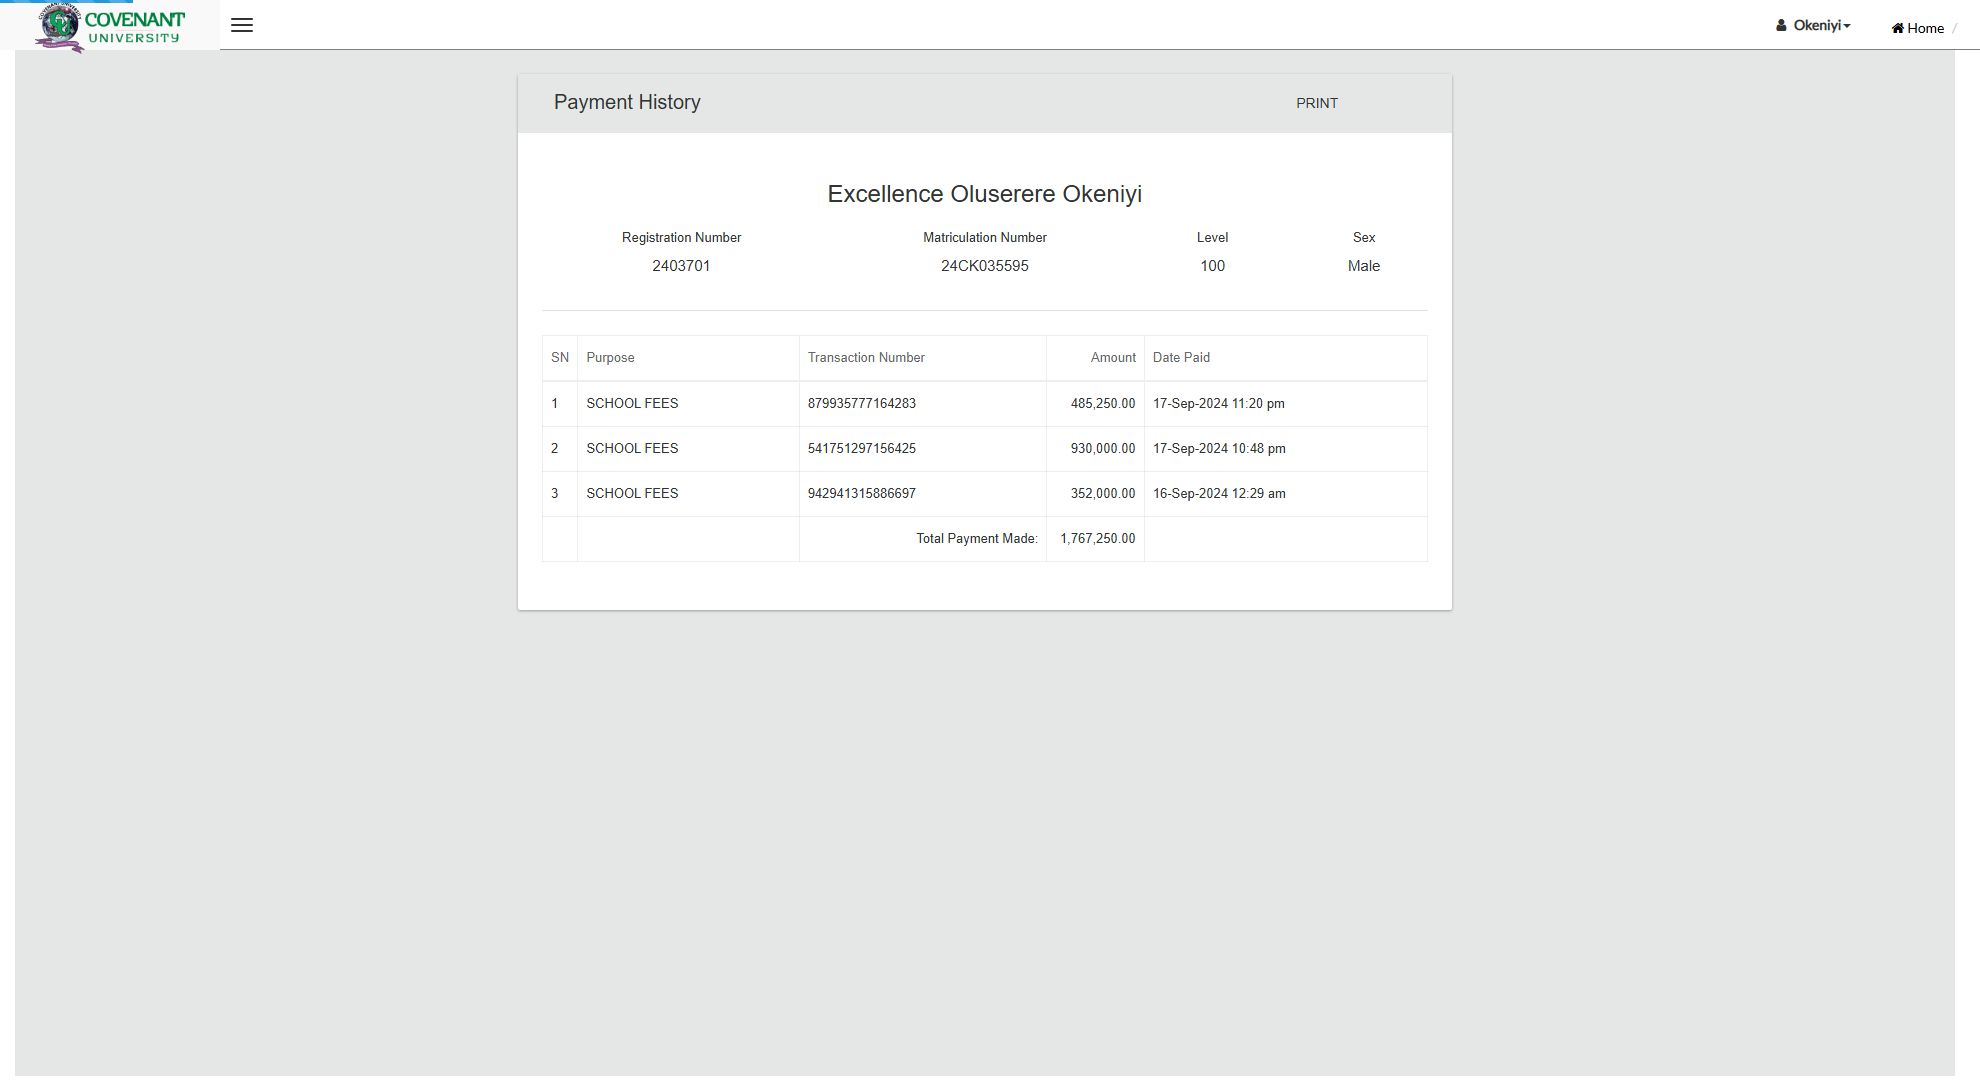 COVENANT
UNIVERSITY
Okeniyi
Home /
Payment History
PRINT
Excellence Oluserere Okeniyi
Registration Number Matriculation Number Level Sex
2403701 24CK035595 100 Male
SN Purpose Transaction Number Amount Date Paid
1 SCHOOL FEES 879935777164283 485,250.00 17-Sep-2024 11:20 pm
2 SCHOOL FEES 541751297156425 930,000.00 17-Sep-2024 10:48 pm
3 SCHOOL FEES 942941315886697 352,000.00 16-Sep-2024 12:29 am
Total Payment Made: 1,767,250.00